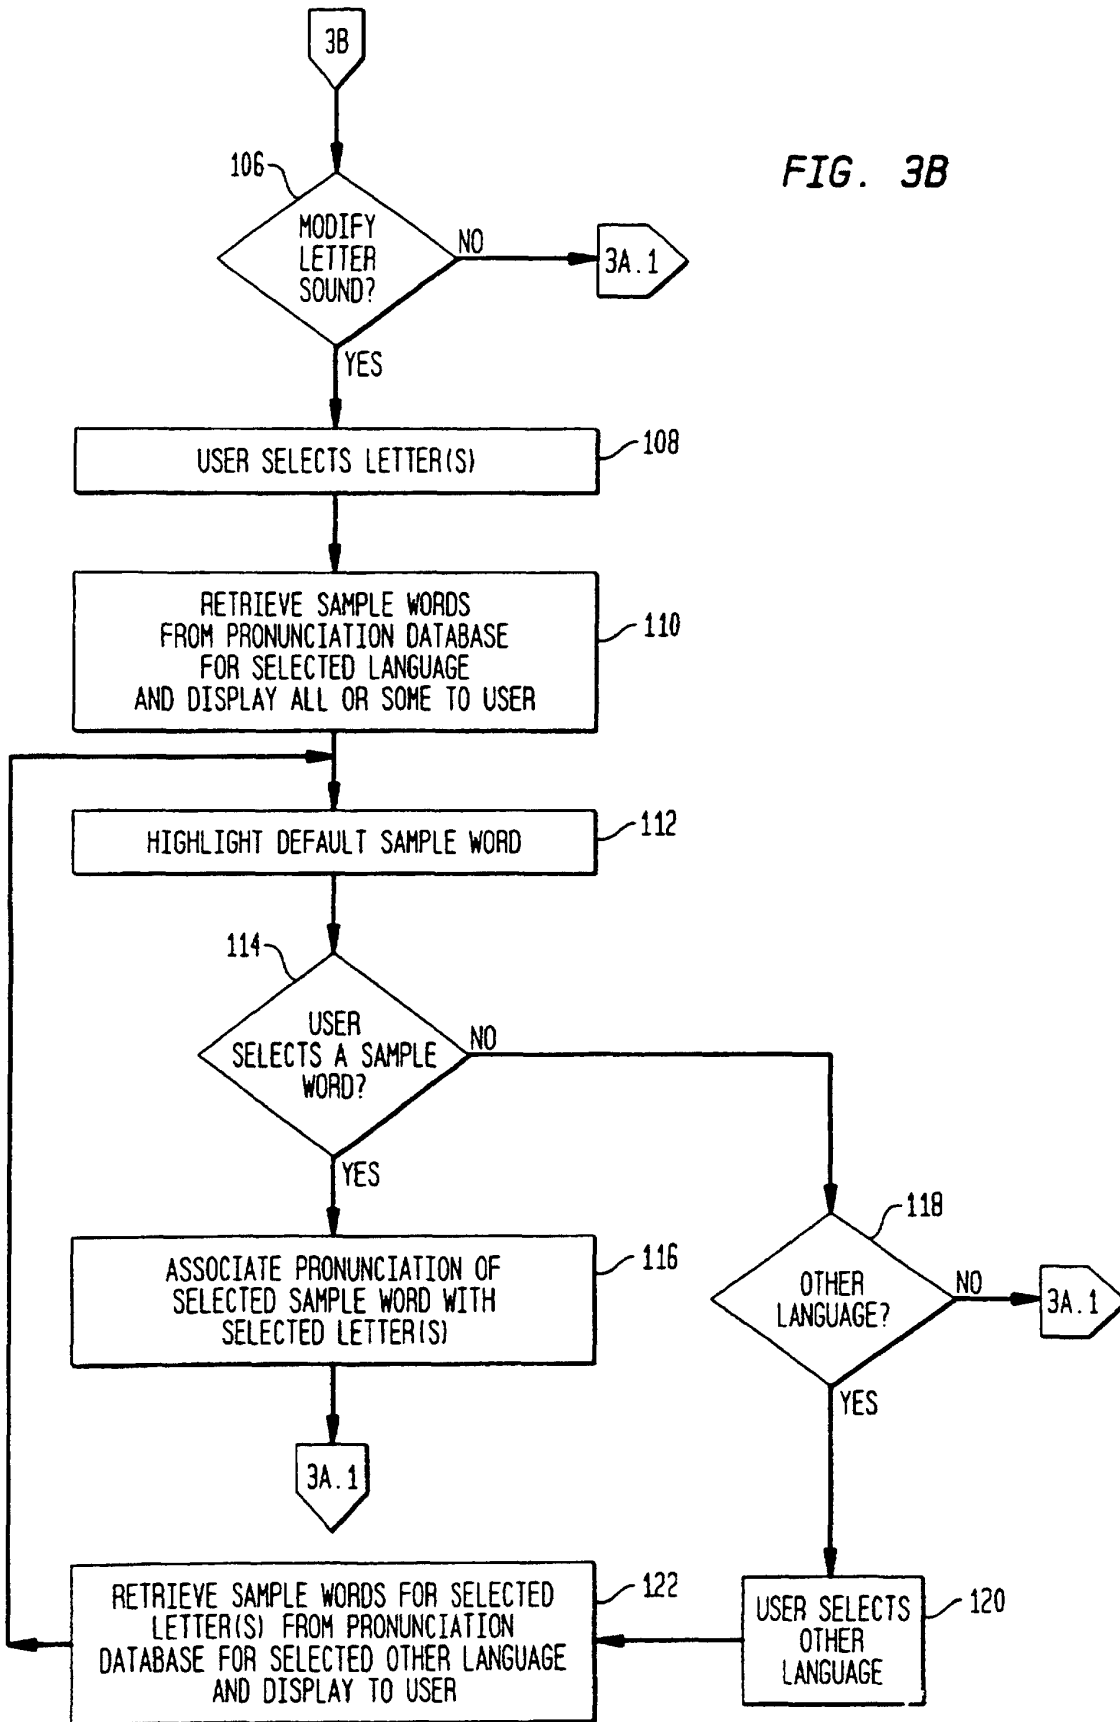 3B
FIG. 3B
106
MODIFY
LETTER
SOUND?
NO
3A.1
YES
USER SELECTS LETTER(S)
108
RETRIEVE SAMPLE WORDS
FROM PRONUNCIATION DATABASE
FOR SELECTED LANGUAGE
AND DISPLAY ALL OR SOME TO USER
110
HIGHLIGHT DEFAULT SAMPLE WORD
112
114
USER
SELECTS A SAMPLE
WORD?
NO
YES
118
OTHER
LANGUAGE?
NO
3A.1
YES
ASSOCIATE PRONUNCIATION OF
SELECTED SAMPLE WORD WITH
SELECTED LETTER(S)
116
3A.1
RETRIEVE SAMPLE WORDS FOR SELECTED
LETTER(S) FROM PRONUNCIATION
DATABASE FOR SELECTED OTHER LANGUAGE
AND DISPLAY TO USER
122
USER SELECTS
OTHER
LANGUAGE
120